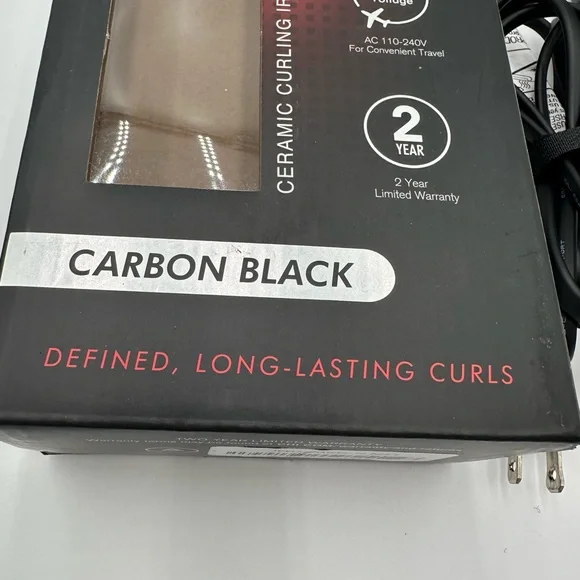 AC 110-240V
For Convenient Travel
CERAMIC CURLING
2
YEAR
2 Year
Limited Warranty
CARBON BLACK
DEFINED, LONG-LASTING CURLS
TWO YEAR LIMITED WARRANTY